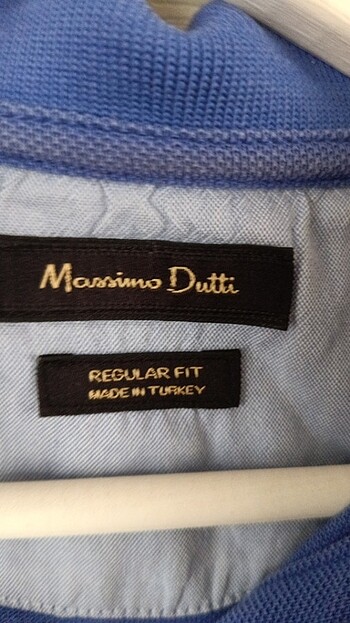 Massimo Dutti
REGULAR FIT
MADE IN TURKEY